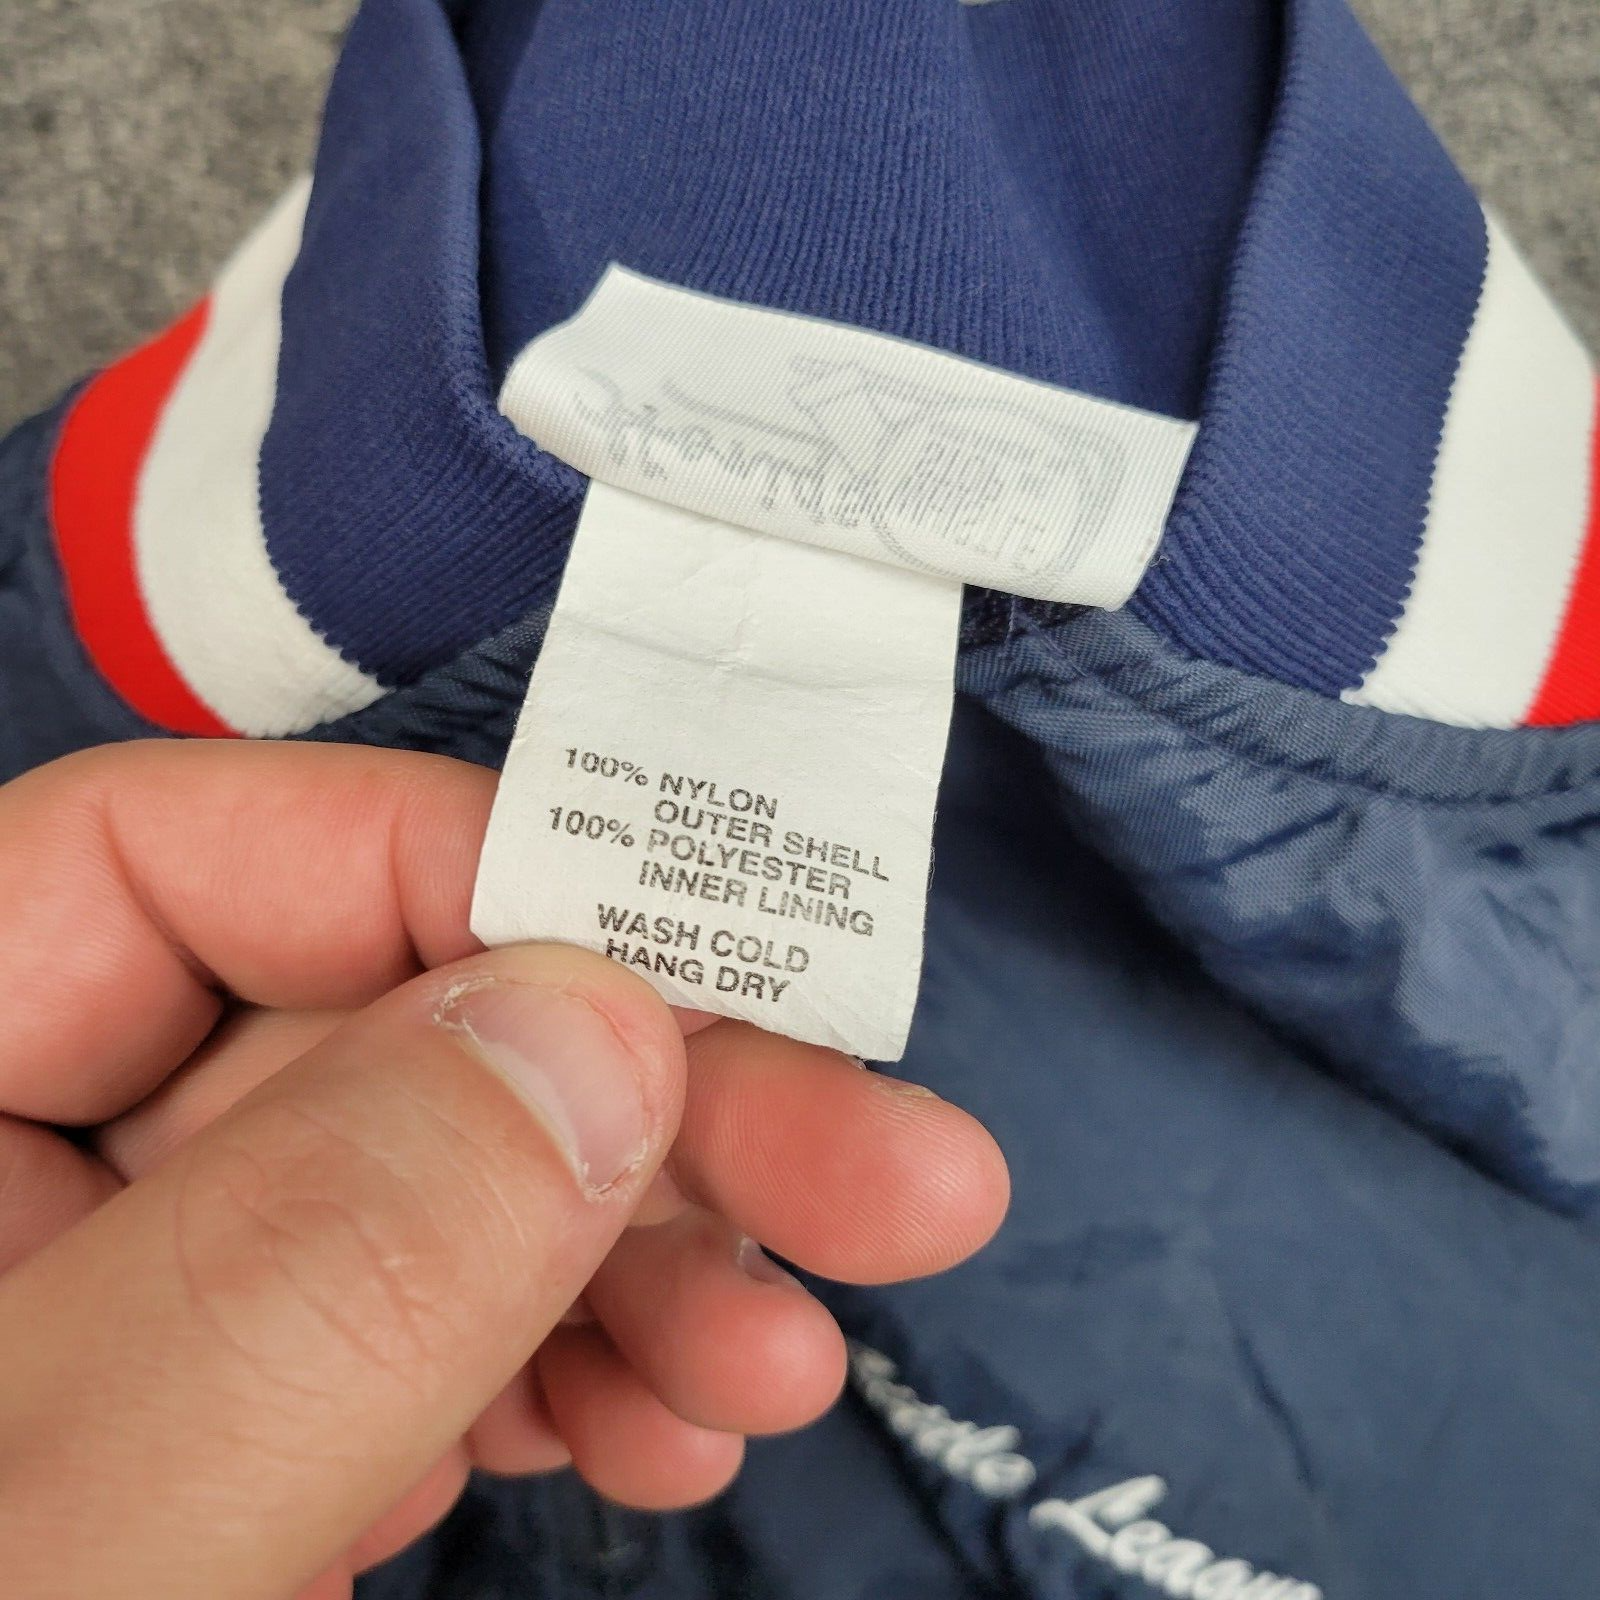 100% NYLON
OUTER SHELL
100% POLYESTER
INNER LINING
WASH COLD
HANG DRY